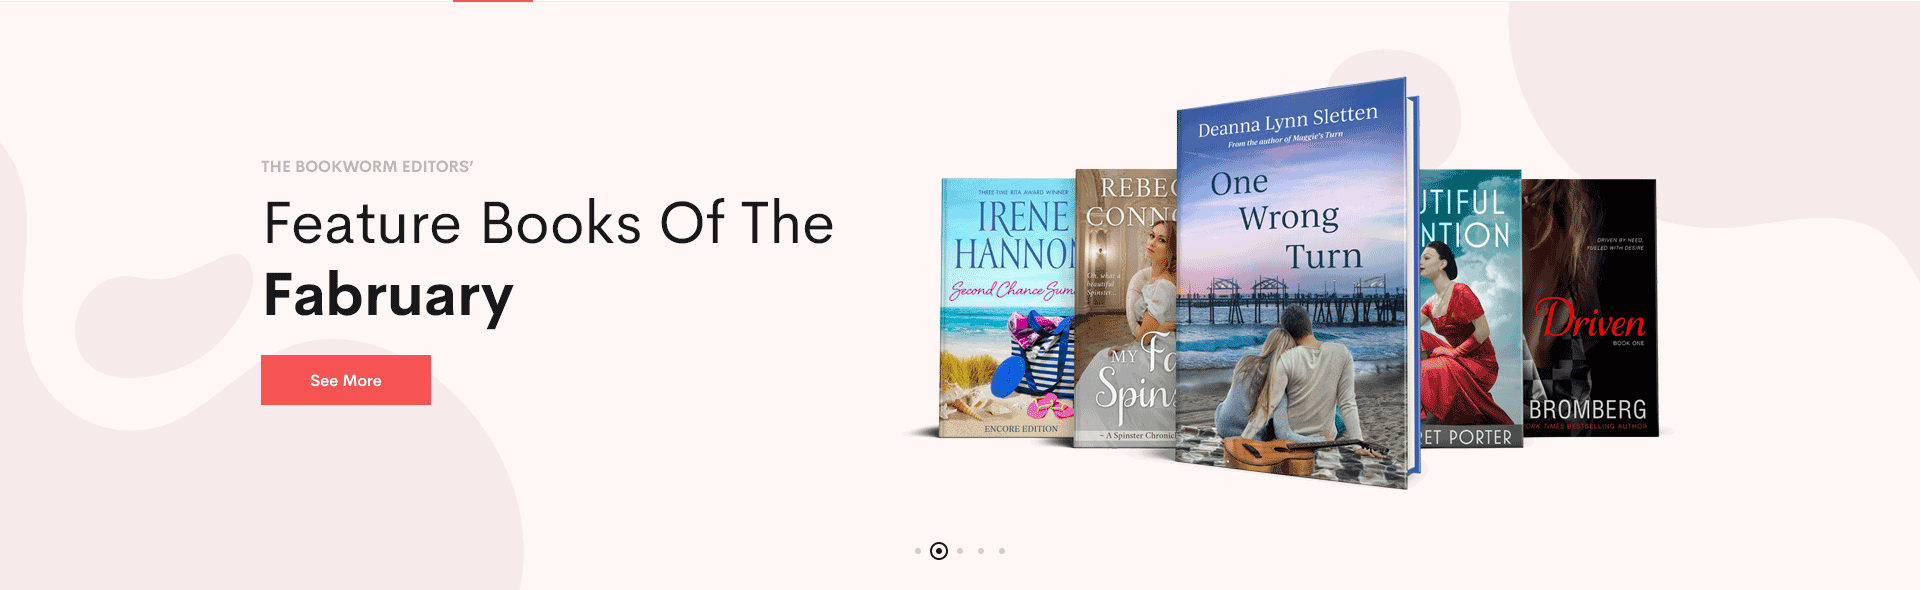 THE BOOKWORM EDITORS’
Feature Books Of The
Fabruary
See More
THREE-TIME RITA AWARD WINNER
IRENE
HANNON
Second Chance Sum
ENCORE EDITION
REBEC
CONNO
Oh, what a
beautiful
Spinster...
MY Fa
Spins
~ A Spinster Chronic
Deanna Lynn Sletten
From the author of Maggie's Turn
One
Wrong
Turn
UTIFUL
NTION
RET PORTER
DRIVEN BY NEED.
FUELED WITH DESIRE
Driven
BOOK ONE
BROMBERG
ORK TIMES BESTSELLING AUTHOR